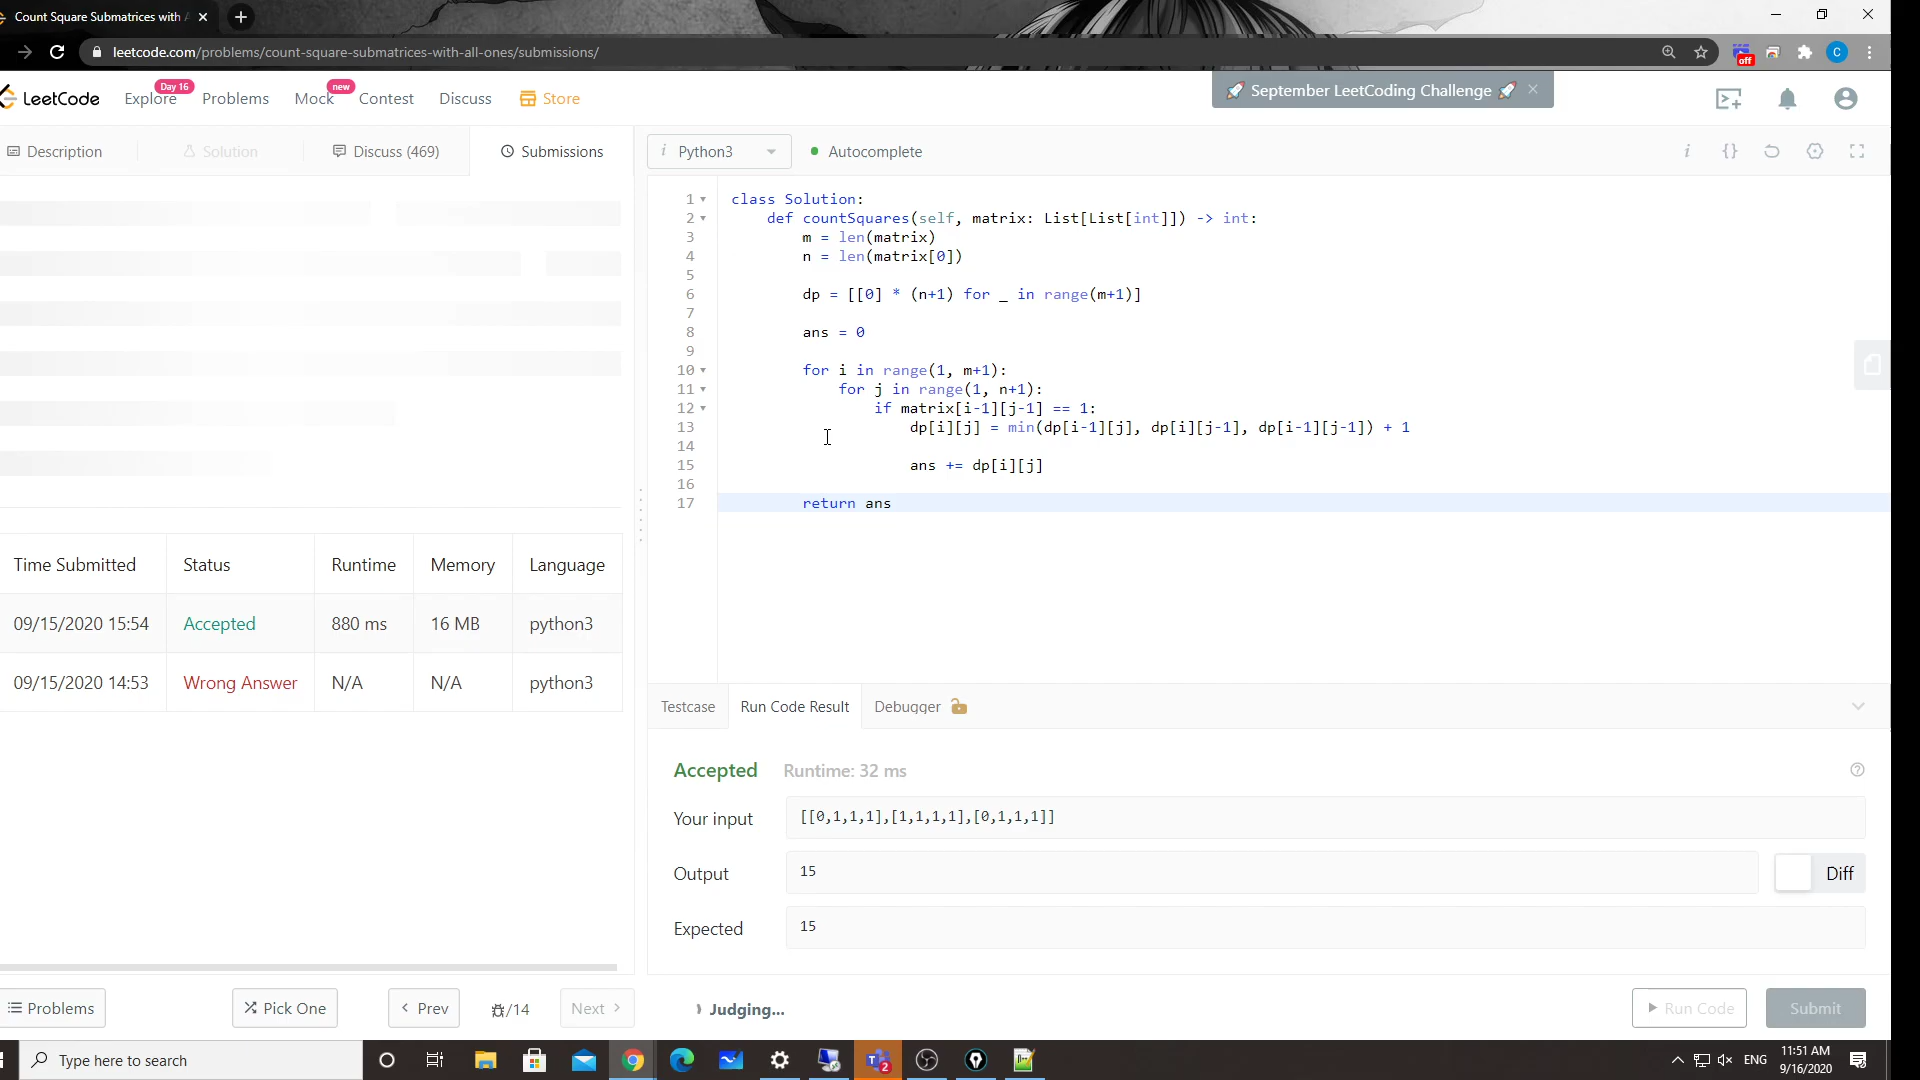 Count Square Submatrices with A
leetcode.com/problems/count-square-submatrices-with-all-ones/submissions/
off
C
LeetCode
Explore
Day 16
Problems
Mock
new
Contest
Discuss
Store
🚀 September LeetCoding Challenge 🚀 ×
Description
Solution
Discuss (469)
Submissions
i Python3
Autocomplete
i {}
1 class Solution:
2 def countSquares(self, matrix: List[List[int]]) -> int:
3 m = len(matrix)
4 n = len(matrix[0])
5
6 dp = [[0] * (n+1) for _ in range(m+1)]
7
8 ans = 0
9
10 for i in range(1, m+1):
11 for j in range(1, n+1):
12 if matrix[i-1][j-1] == 1:
13 dp[i][j] = min(dp[i-1][j], dp[i][j-1], dp[i-1][j-1]) + 1
14
15 ans += dp[i][j]
16
17 return ans
Time Submitted Status Runtime Memory Language
09/15/2020 15:54 Accepted 880 ms 16 MB python3
09/15/2020 14:53 Wrong Answer N/A N/A python3
Testcase
Run Code Result
Debugger
Accepted Runtime: 32 ms
Your input [[0,1,1,1],[1,1,1,1],[0,1,1,1]]
Output 15
Diff
Expected 15
Problems
Pick One
< Prev
/14
Next >
Judging...
Run Code
Submit
Type here to search
2
ENG
11:51 AM
9/16/2020